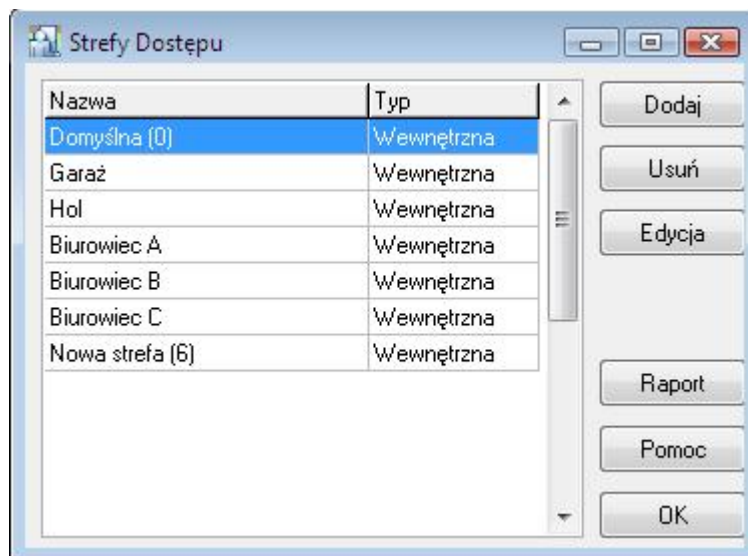 Strefy Dostępu
Nazwa Typ
Domyślna (0) Wewnętrzna
Garaż Wewnętrzna
Hol Wewnętrzna
Biurowiec A Wewnętrzna
Biurowiec B Wewnętrzna
Biurowiec C Wewnętrzna
Nowa strefa (6) Wewnętrzna
Dodaj
Usuń
Edycja
Raport
Pomoc
OK